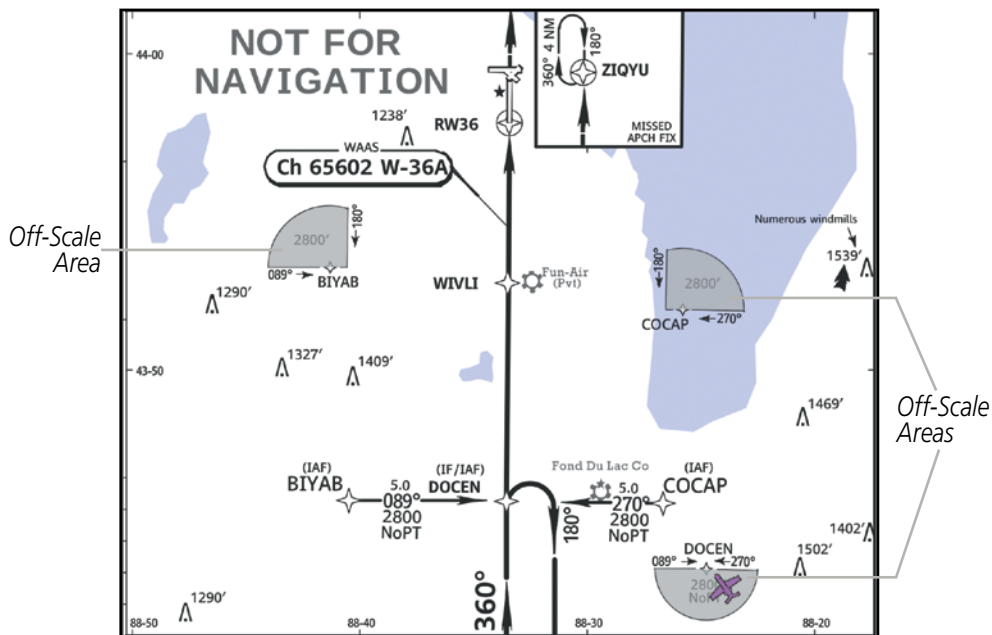 44-00
NOT FOR
NAVIGATION
360° 4 NM
180°
ZIQYU
MISSED
APCH FIX
1238'
RW36
WAAS
Ch 65602 W-36A
Off-Scale
Area
2800'
180°
089°
BIYAB
Numerous windmills
1539'
WIVLI
Fun-Air
(Pvt)
180°
2800'
COCAP
270°
1290'
1327'
1409'
43-50
1469'
Off-Scale
Areas
(IAF)
BIYAB
5.0
089°
2800
NoPT
(IF/IAF)
DOCEN
Fond Du Lac Co
(IAF)
COCAP
5.0
270°
2800
NoPT
180°
1402'
1502'
DOCEN
089°
270°
NoPT
360°
1290'
88-50
88-40
88-30
88-20